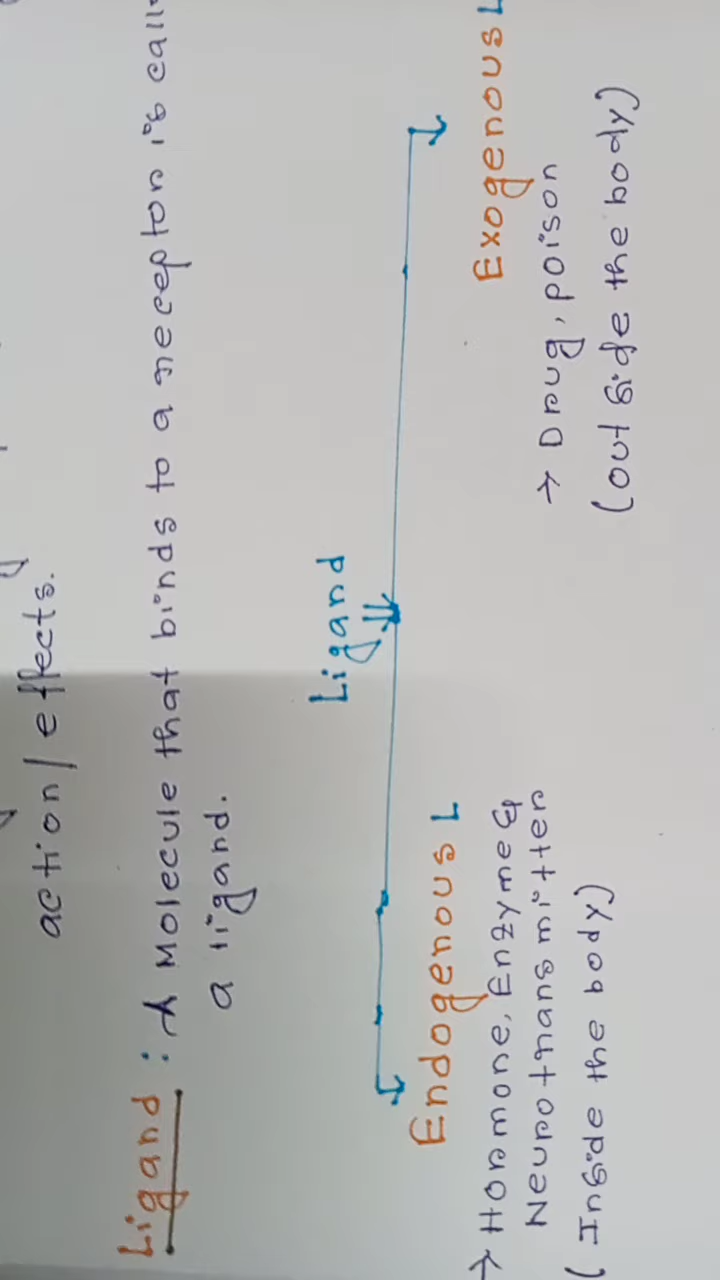 action/effects.
Ligand : A Molecule that binds to a receptor is
a ligand.
Ligand
Endogenous L
→ Hormone, Enzyme &
Neurotransmitter
(Inside the body)
Exogenous L
→ Drug, poison
(out side the body)